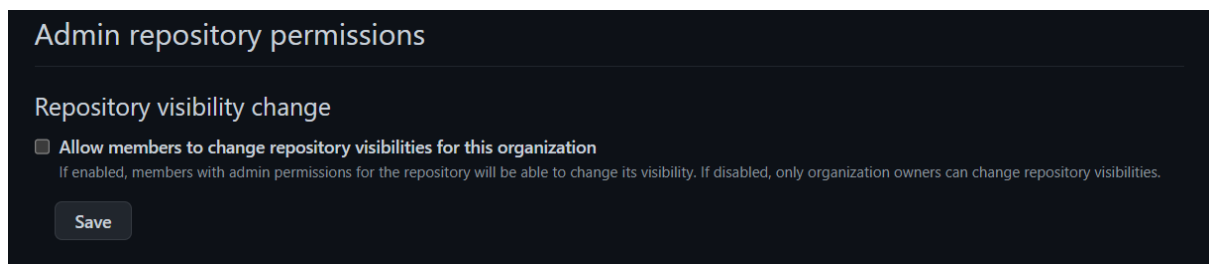 Admin repository permissions
Repository visibility change
Allow members to change repository visibilities for this organization
If enabled, members with admin permissions for the repository will be able to change its visibility. If disabled, only organization owners can change repository visibilities.
Save